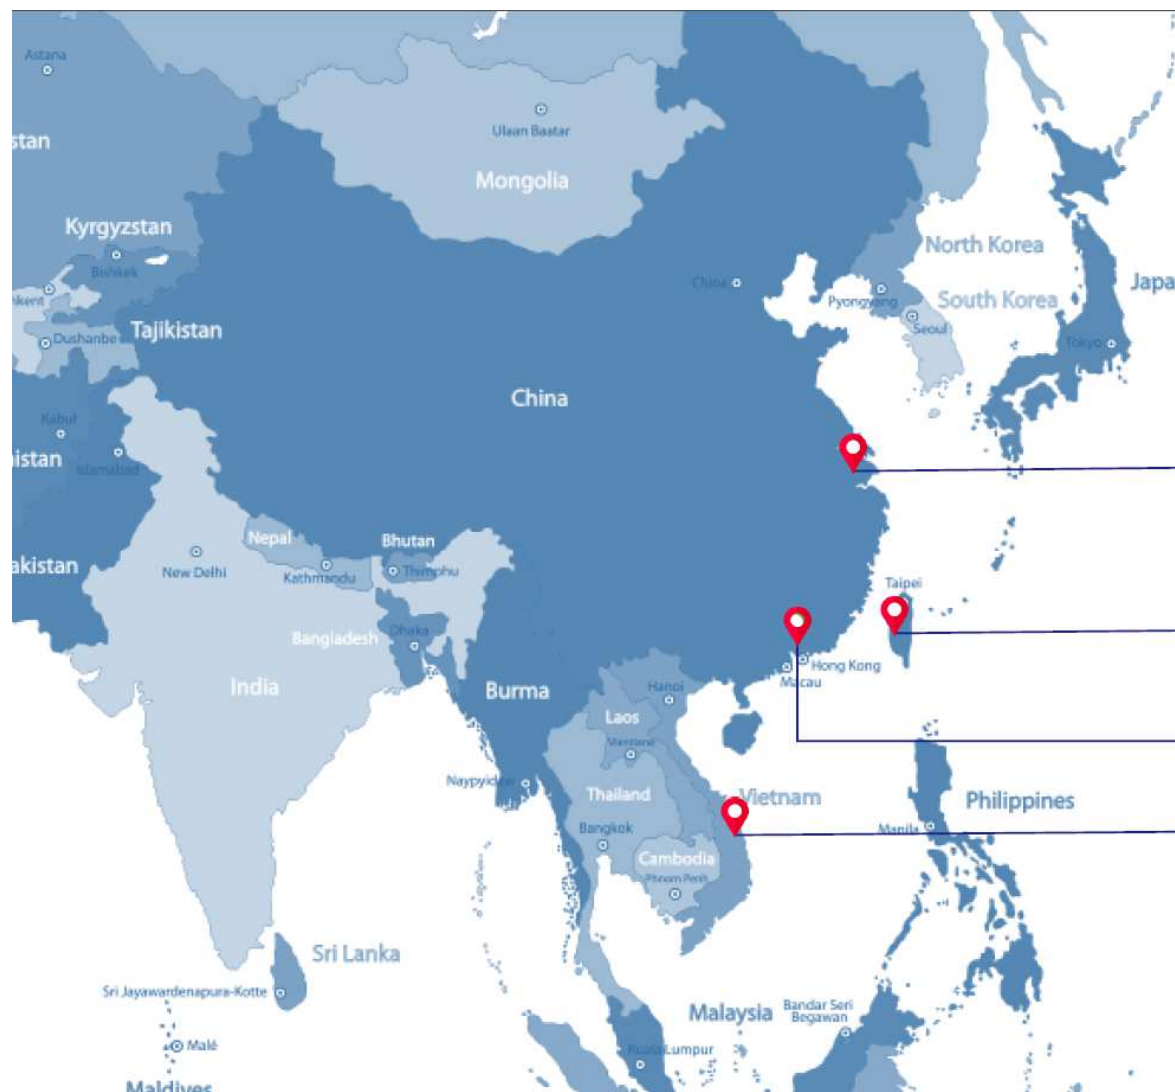 Astana
Ulaan Baatar
stan
Mongolia
Kyrgyzstan
North Korea
Bishkek
China
Japa
hkent
Pyongyang
South Korea
Tajikistan
Seoul
Dushanbe
Tokyo
China
Kabul
istan
Islamabad
Nepal
Bhutan
akistan
New Delhi
Kathmandu
Thimphu
Taipei
Bangladesh
Dhaka
Hong Kong
India
Burma
Hanoi
Macau
Laos
Vientiane
Naypyidaw
Thailand
Vietnam
Philippines
Bangkok
Manila
Cambodia
Phnom Penh
Sri Lanka
Sri Jayawardenapura-Kotte
Malaysia
Bandar Seri
Begawan
Malé
Kuala Lumpur
Maldives